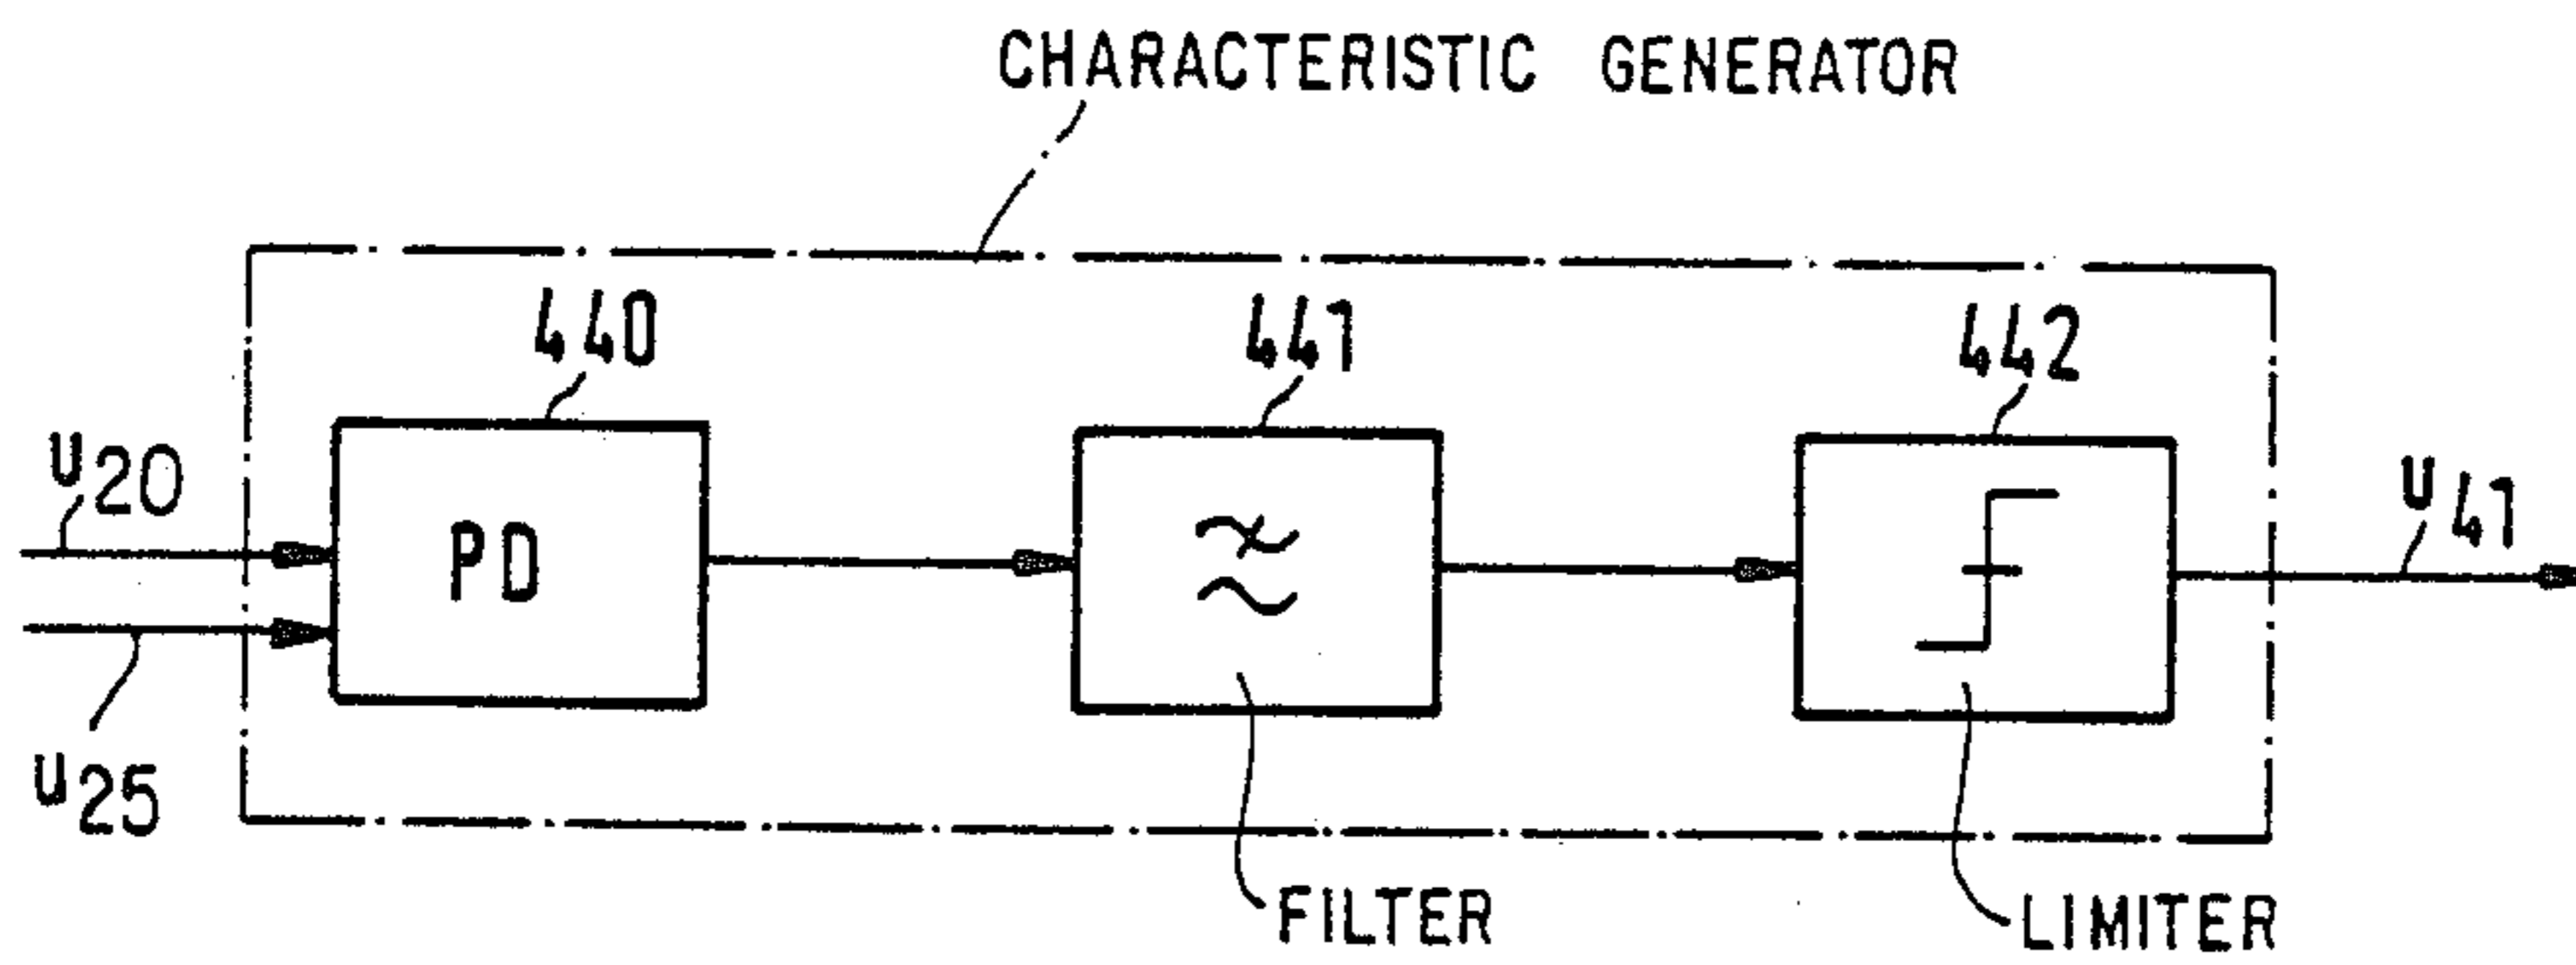 CHARACTERISTIC GENERATOR
440
441
442
u20
PD
u41
u25
FILTER
LIMITER